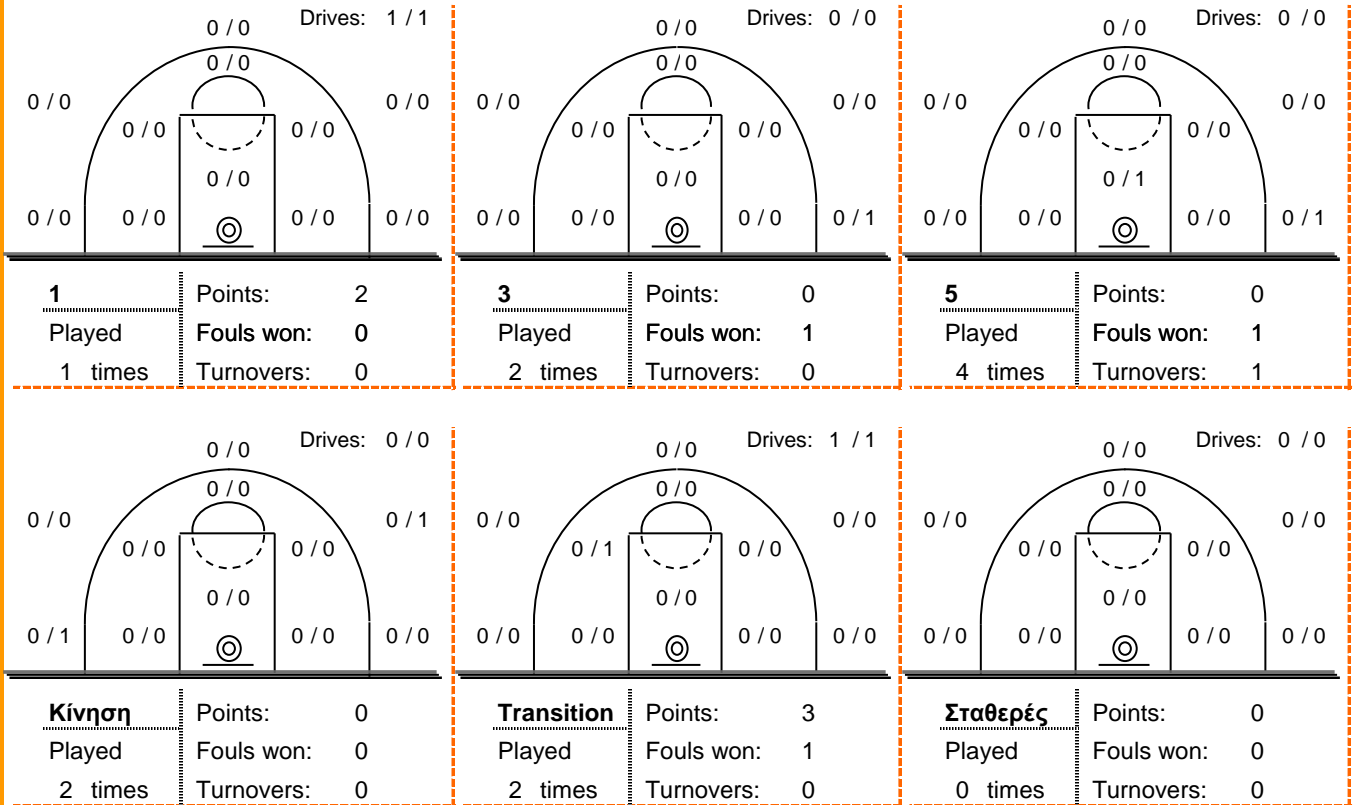 Drives: 1 / 1
0 / 0
0 / 0
0 / 0 0 / 0
0 / 0 0 / 0
0 / 0
0 / 0 0 / 0 0 / 0 0 / 0
1 Points: 2
Played Fouls won: 0
1 times Turnovers: 0
Drives: 0 / 0
0 / 0
0 / 0
0 / 0 0 / 0
0 / 0 0 / 0
0 / 0
0 / 0 0 / 0 0 / 0 0 / 1
3 Points: 0
Played Fouls won: 1
2 times Turnovers: 0
Drives: 0 / 0
0 / 0
0 / 0
0 / 0 0 / 0
0 / 0 0 / 0
0 / 1
0 / 0 0 / 0 0 / 0 0 / 1
5 Points: 0
Played Fouls won: 1
4 times Turnovers: 1
Drives: 0 / 0
0 / 0
0 / 0
0 / 0 0 / 1
0 / 0 0 / 0
0 / 0
0 / 1 0 / 0 0 / 0 0 / 0
Κίνηση Points: 0
Played Fouls won: 0
2 times Turnovers: 0
Drives: 1 / 1
0 / 0
0 / 0
0 / 0 0 / 0
0 / 1 0 / 0
0 / 0
0 / 0 0 / 0 0 / 0 0 / 0
Transition Points: 3
Played Fouls won: 1
2 times Turnovers: 0
Drives: 0 / 0
0 / 0
0 / 0
0 / 0 0 / 0
0 / 0 0 / 0
0 / 0
0 / 0 0 / 0 0 / 0 0 / 0
Σταθερές Points: 0
Played Fouls won: 0
0 times Turnovers: 0